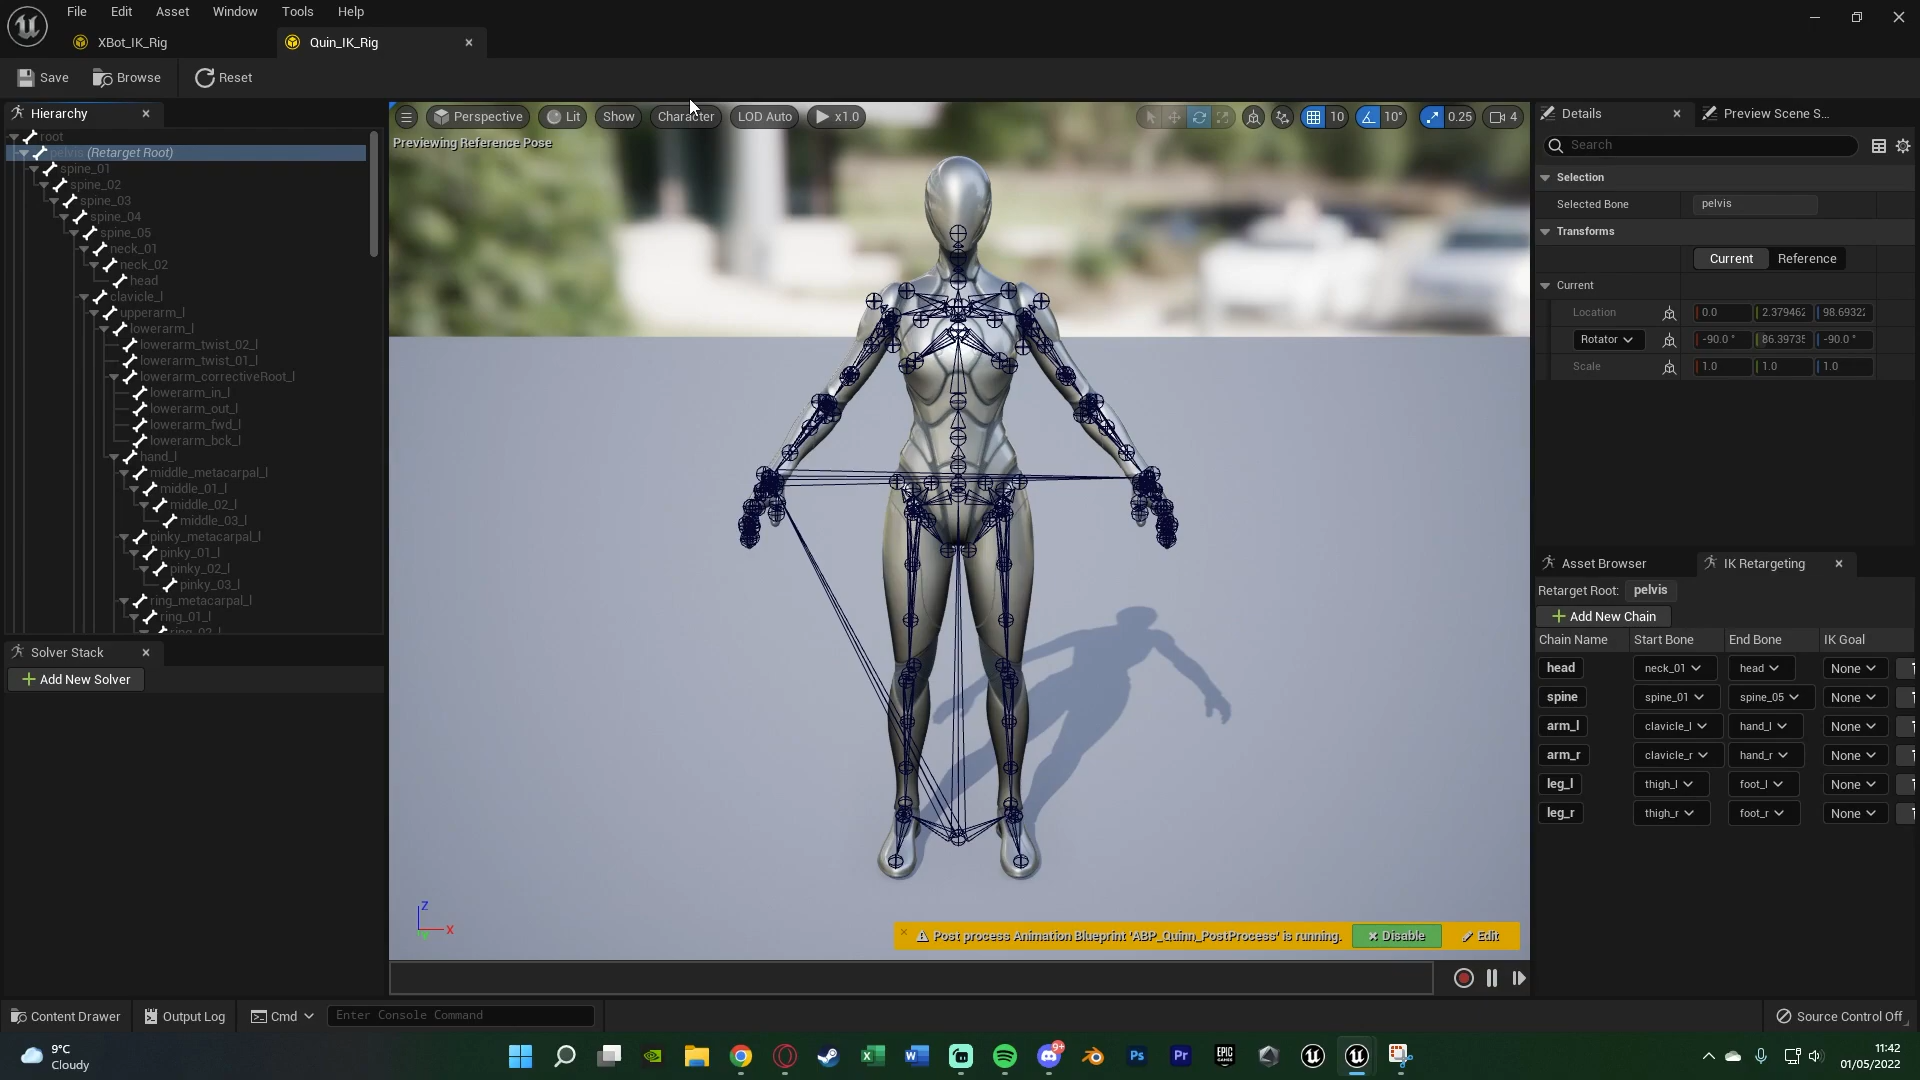 File Edit Asset Window Tools Help
XBot_IK_Rig
Quin_IK_Rig
Save Browse Reset
Hierarchy
root
pelvis (Retarget Root)
spine_01
spine_02
spine_03
spine_04
spine_05
neck_01
neck_02
head
clavicle_l
upperarm_l
lowerarm_l
lowerarm_twist_02_l
lowerarm_twist_01_l
lowerarm_correctiveRoot_l
lowerarm_in_l
lowerarm_out_l
lowerarm_fwd_l
lowerarm_bck_l
hand_l
middle_metacarpal_l
middle_01_l
middle_02_l
middle_03_l
pinky_metacarpal_l
pinky_01_l
pinky_02_l
pinky_03_l
ring_metacarpal_l
ring_01_l
ring_02_l
Solver Stack
Add New Solver
Perspective Lit Show Character LOD Auto x1.0 10 10° 0.25 4
Previewing Reference Pose
Z
X
Post process Animation Blueprint 'ABP_Quinn_PostProcess' is running. Disable Edit
Details
Preview Scene S...
Search
Selection
Selected Bone pelvis
Transforms
Current Reference
Current
Location 0.0 2.379462 98.69322
Rotator -90.0 ° 86.39735 -90.0 °
Scale 1.0 1.0 1.0
Asset Browser
IK Retargeting
Retarget Root: pelvis
Add New Chain
Chain Name Start Bone End Bone IK Goal
head neck_01 head None
spine spine_01 spine_05 None
arm_l clavicle_l hand_l None
arm_r clavicle_r hand_r None
leg_l thigh_l foot_l None
leg_r thigh_r foot_r None
Content Drawer Output Log Cmd Enter Console Command
Source Control Off
9°C
Cloudy
9+
Ps
Pr
EPIC GAMES
11:42
01/05/2022